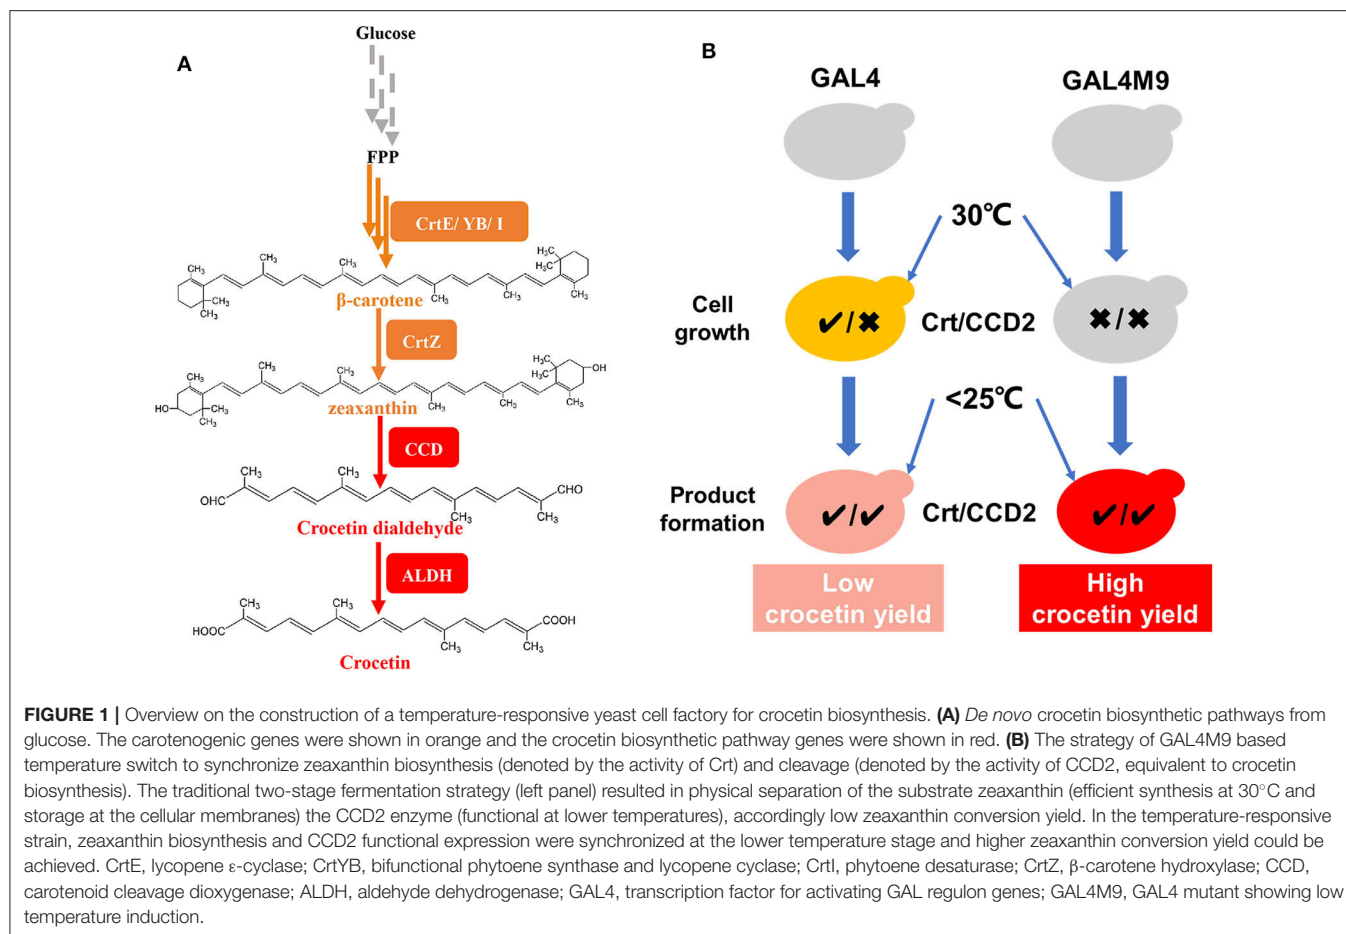 A
Glucose
FPP
CrtE/ YB/ I
CH₃
CH₃
CH₃
H₃C
H₃C
CH₃
CH₃
CH₃
CH₃
CH₃
β-carotene
CrtZ
CH₃
CH₃
CH₃
H₃C
H₃C
OH
HO
CH₃
CH₃
CH₃
CH₃
CH₃
zeaxanthin
CCD
CH₃
CH₃
OHC
CHO
CH₃
CH₃
Crocetin dialdehyde
ALDH
CH₃
CH₃
HOOC
COOH
CH₃
CH₃
Crocetin
B
GAL4
GAL4M9
30℃
Cell
growth
✔/✖
Crt/CCD2
✖/✖
<25℃
Product
formation
✔/✔
Crt/CCD2
✔/✔
Low
crocetin yield
High
crocetin yield
FIGURE 1 | Overview on the construction of a temperature-responsive yeast cell factory for crocetin biosynthesis. (A) De novo crocetin biosynthetic pathways from
glucose. The carotenogenic genes were shown in orange and the crocetin biosynthetic pathway genes were shown in red. (B) The strategy of GAL4M9 based
temperature switch to synchronize zeaxanthin biosynthesis (denoted by the activity of Crt) and cleavage (denoted by the activity of CCD2, equivalent to crocetin
biosynthesis). The traditional two-stage fermentation strategy (left panel) resulted in physical separation of the substrate zeaxanthin (efficient synthesis at 30°C and
storage at the cellular membranes) the CCD2 enzyme (functional at lower temperatures), accordingly low zeaxanthin conversion yield. In the temperature-responsive
strain, zeaxanthin biosynthesis and CCD2 functional expression were synchronized at the lower temperature stage and higher zeaxanthin conversion yield could be
achieved. CrtE, lycopene ε-cyclase; CrtYB, bifunctional phytoene synthase and lycopene cyclase; CrtI, phytoene desaturase; CrtZ, β-carotene hydroxylase; CCD,
carotenoid cleavage dioxygenase; ALDH, aldehyde dehydrogenase; GAL4, transcription factor for activating GAL regulon genes; GAL4M9, GAL4 mutant showing low
temperature induction.